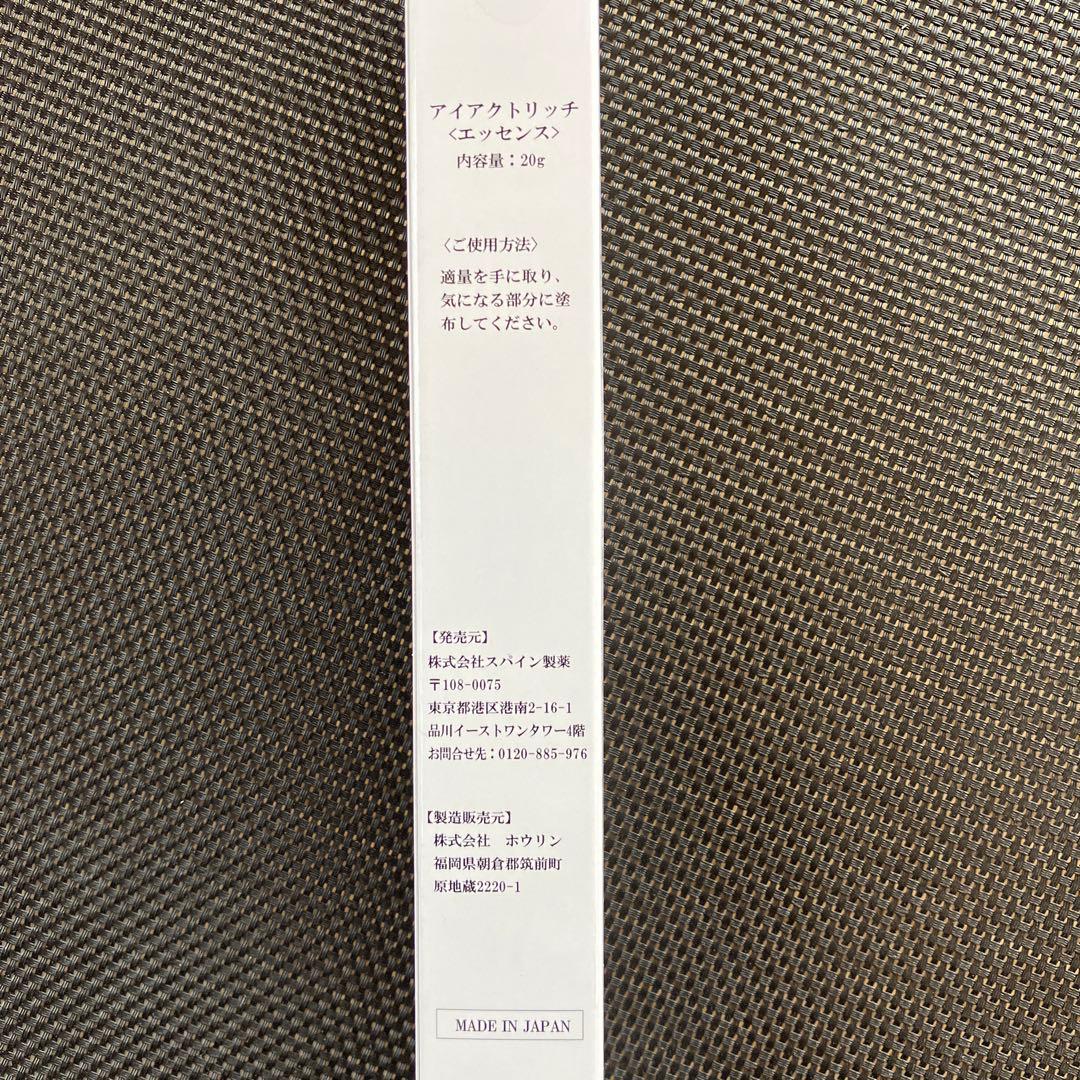 アイアクトリッチ
〈エッセンス〉
内容量：20g
〈ご使用方法〉
適量を手に取り、
気になる部分に塗
布してください。
【発売元】
株式会社スパイン製薬
〒108-0075
東京都港区港南2-16-1
品川イーストワンタワー4階
お問合せ先：0120-885-976
【製造販売元】
株式会社　ホウリン
福岡県朝倉郡筑前町
原地蔵2220-1
MADE IN JAPAN